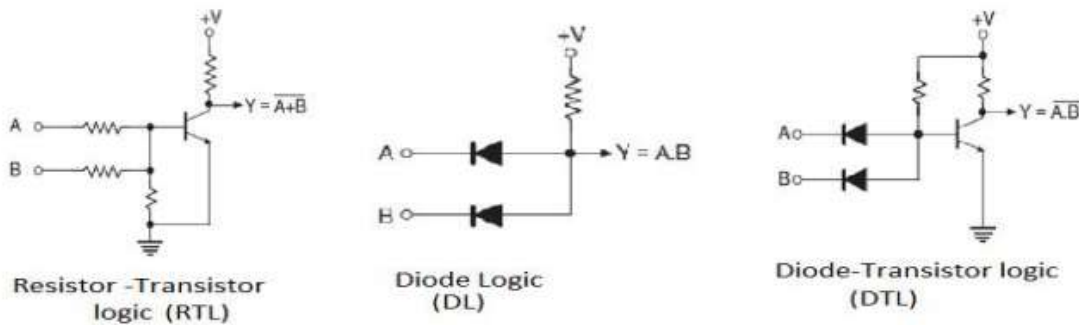 +V
Y = A+B
A
B
Resistor -Transistor
logic (RTL)
+V
A
Y = A.B
B
Diode Logic
(DL)
+V
Y = A.B
A
B
Diode-Transistor logic
(DTL)